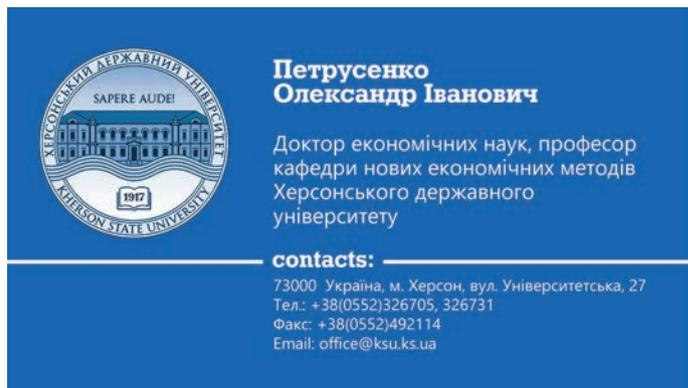 ХЕРСОНСЬКИЙ ДЕРЖАВНИЙ УНІВЕРСИТЕТ
SAPERE AUDE!
1917
KHERSON STATE UNIVERSITY
Петрусенко
Олександр Іванович
Доктор економічних наук, професор
кафедри нових економічних методів
Херсонського державного
університету
contacts:
73000 Україна, м. Херсон, вул. Університетська, 27
Тел.: +38(0552)326705, 326731
Факс: +38(0552)492114
Email: office@ksu.ks.ua